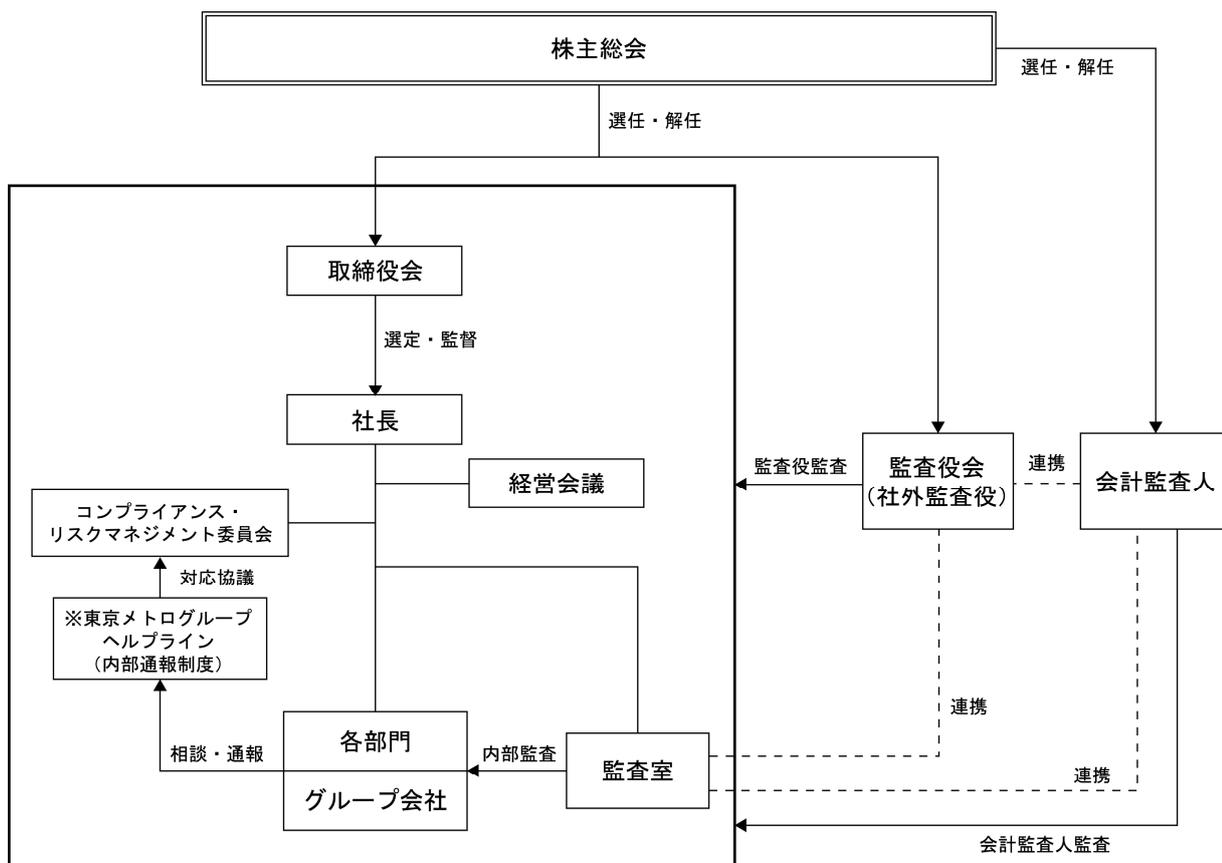 株主総会
選任・解任
選任・解任
取締役会
選定・監督
社長
経営会議
監査役監査
監査役会
(社外監査役)
連携
会計監査人
コンプライアンス・
リスクマネジメント委員会
対応協議
※東京メトログループ
ヘルプライン
(内部通報制度)
連携
各部門
相談・通報
内部監査
監査室
グループ会社
連携
会計監査人監査